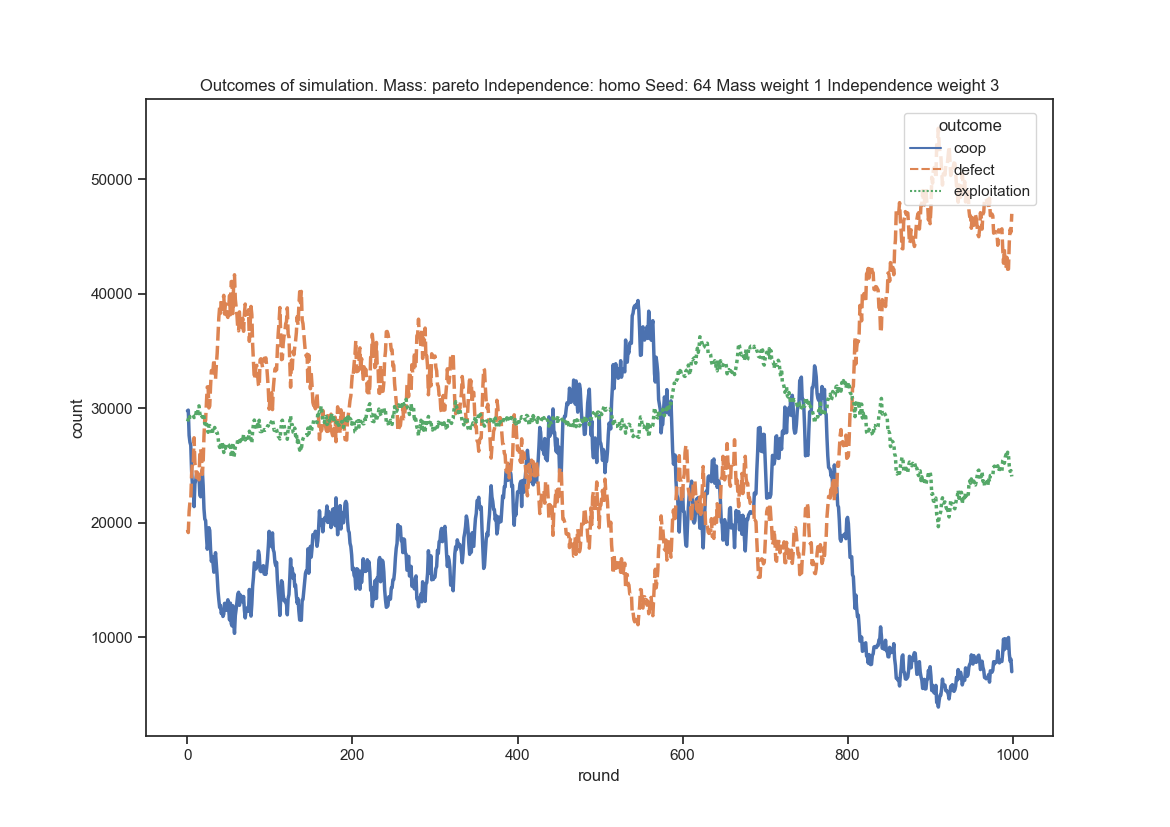 Outcomes of simulation. Mass: pareto Independence: homo Seed: 64 Mass weight 1 Independence weight 3
outcome
coop
defect
exploitation
50000
40000
30000
20000
10000
count
0
200
400
600
800
1000
round